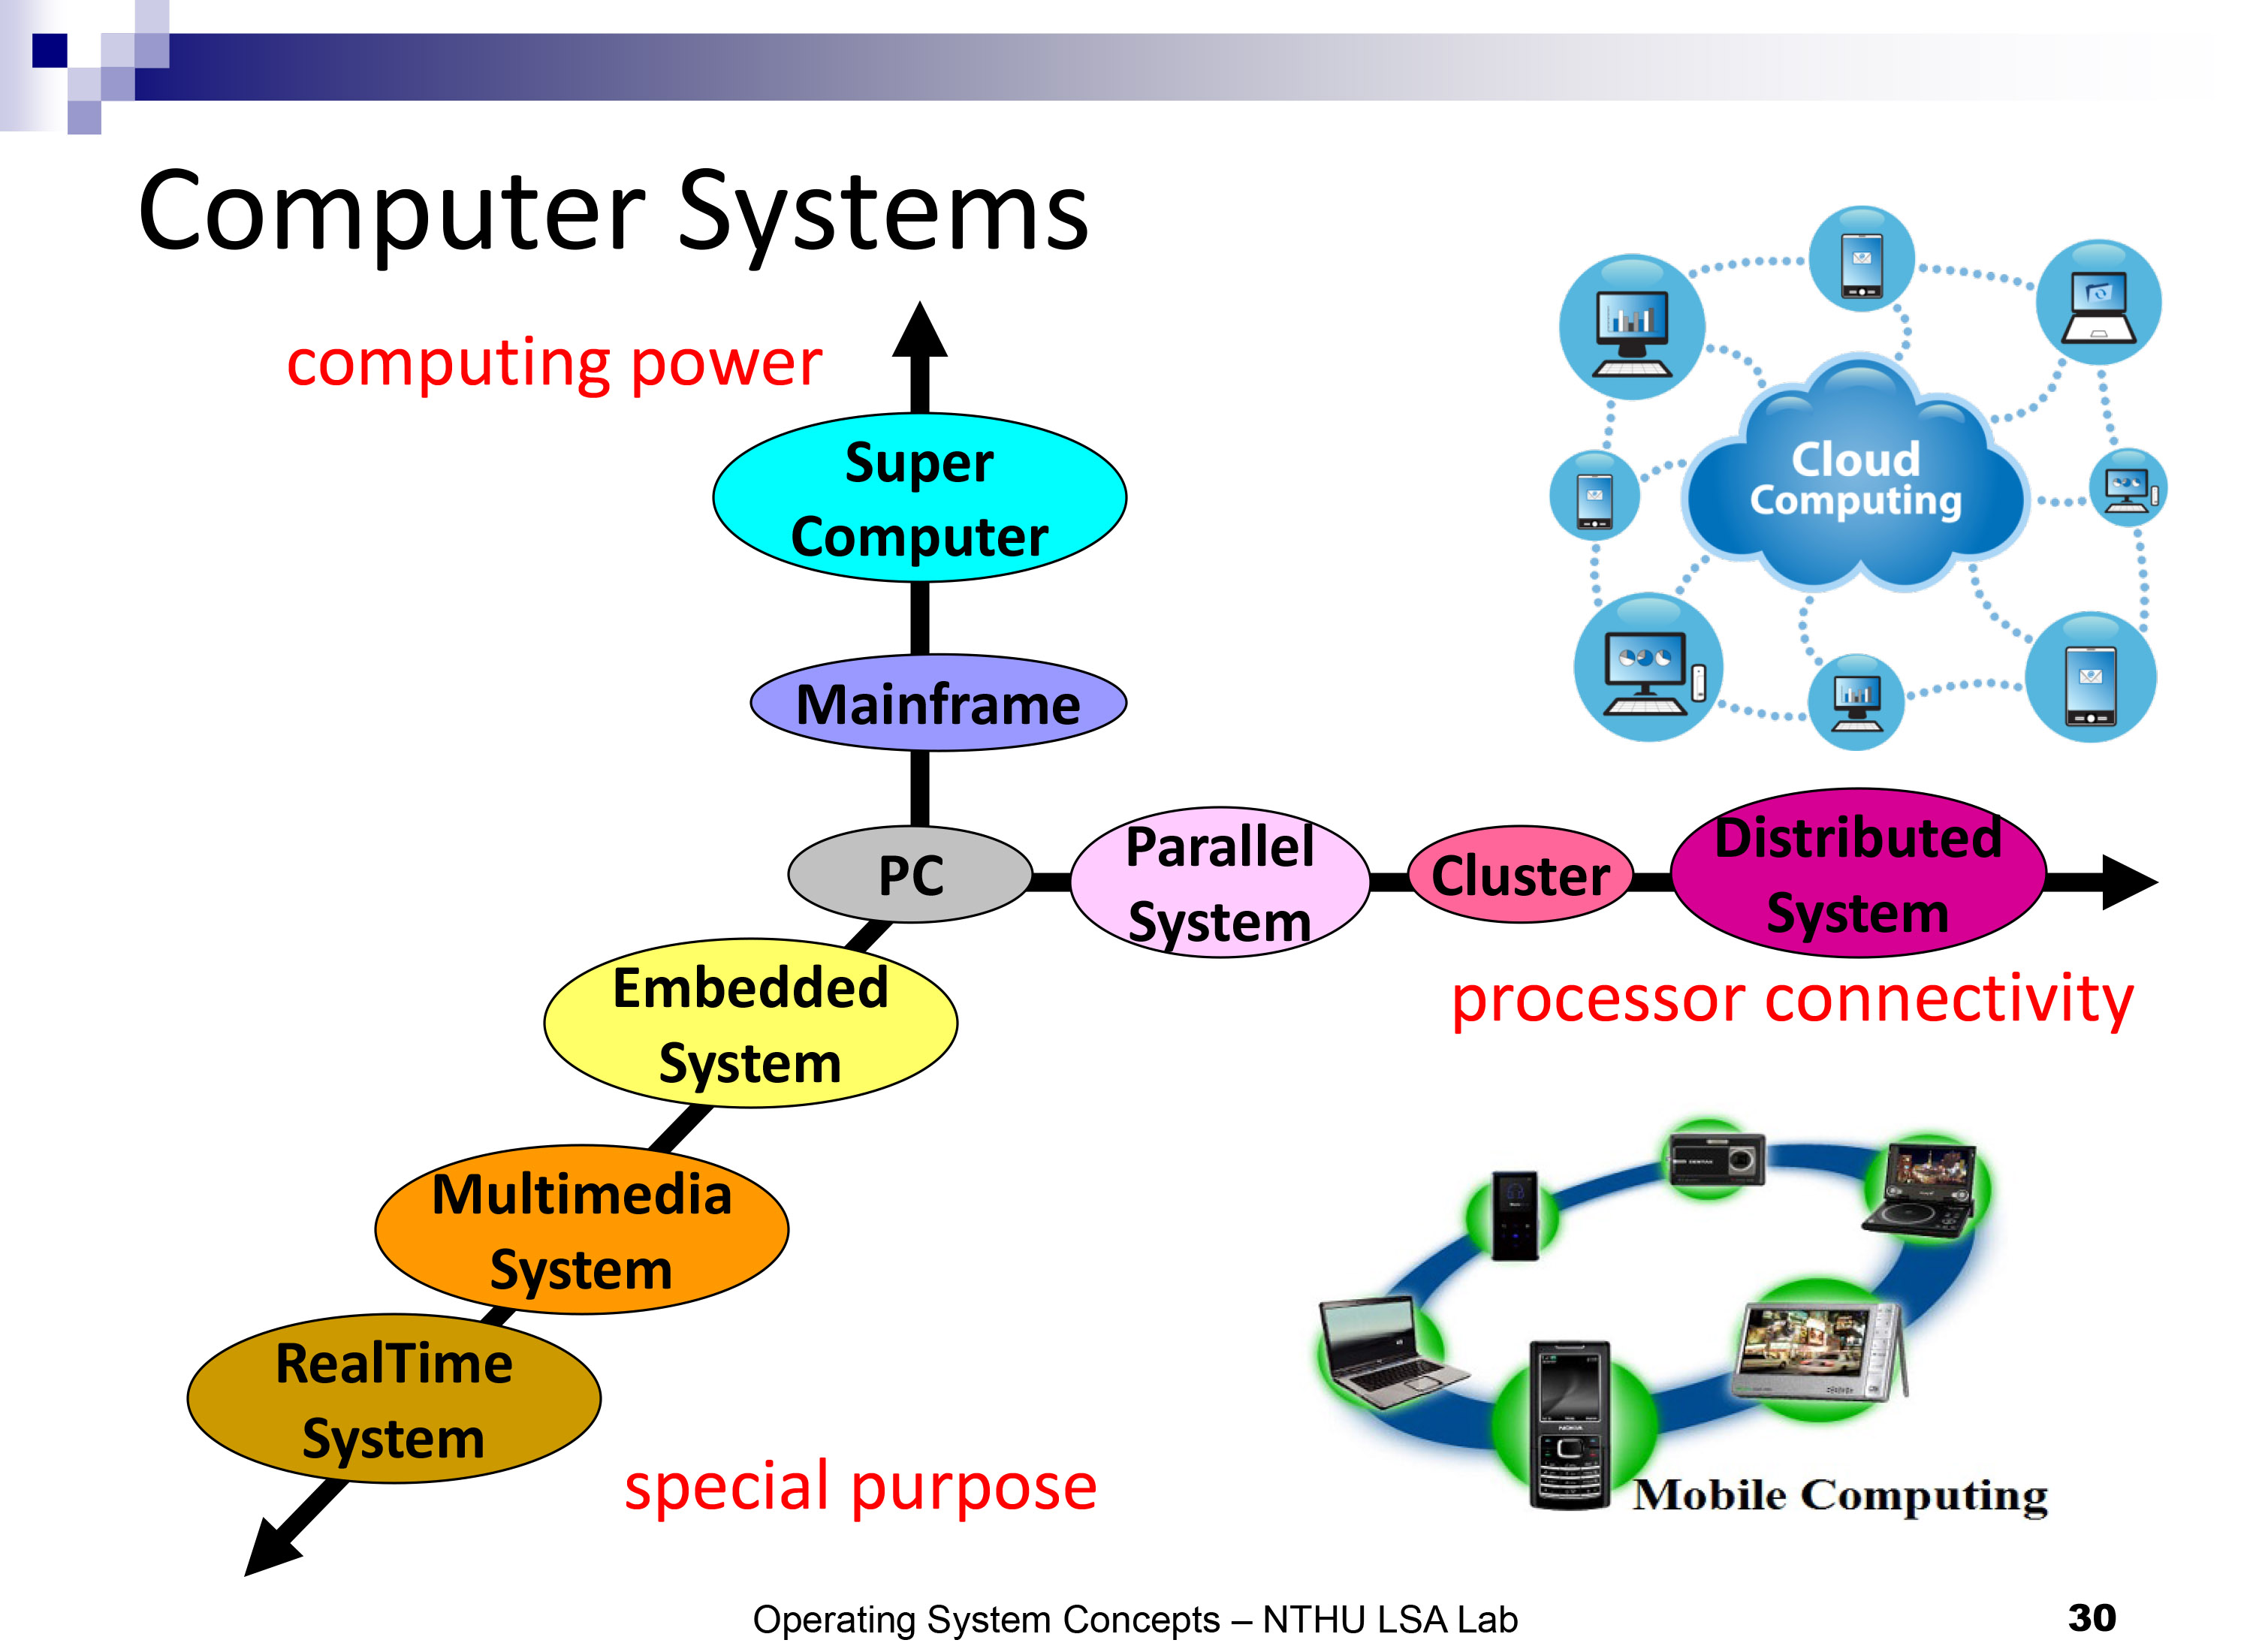 Computer Systems
computing power
Super
Computer
Mainframe
PC
Parallel
System
Cluster
Distributed
System
processor connectivity
Embedded
System
Multimedia
System
RealTime
System
special purpose
Cloud
Computing
NOKIA
Mobile Computing
Operating System Concepts – NTHU LSA Lab
30